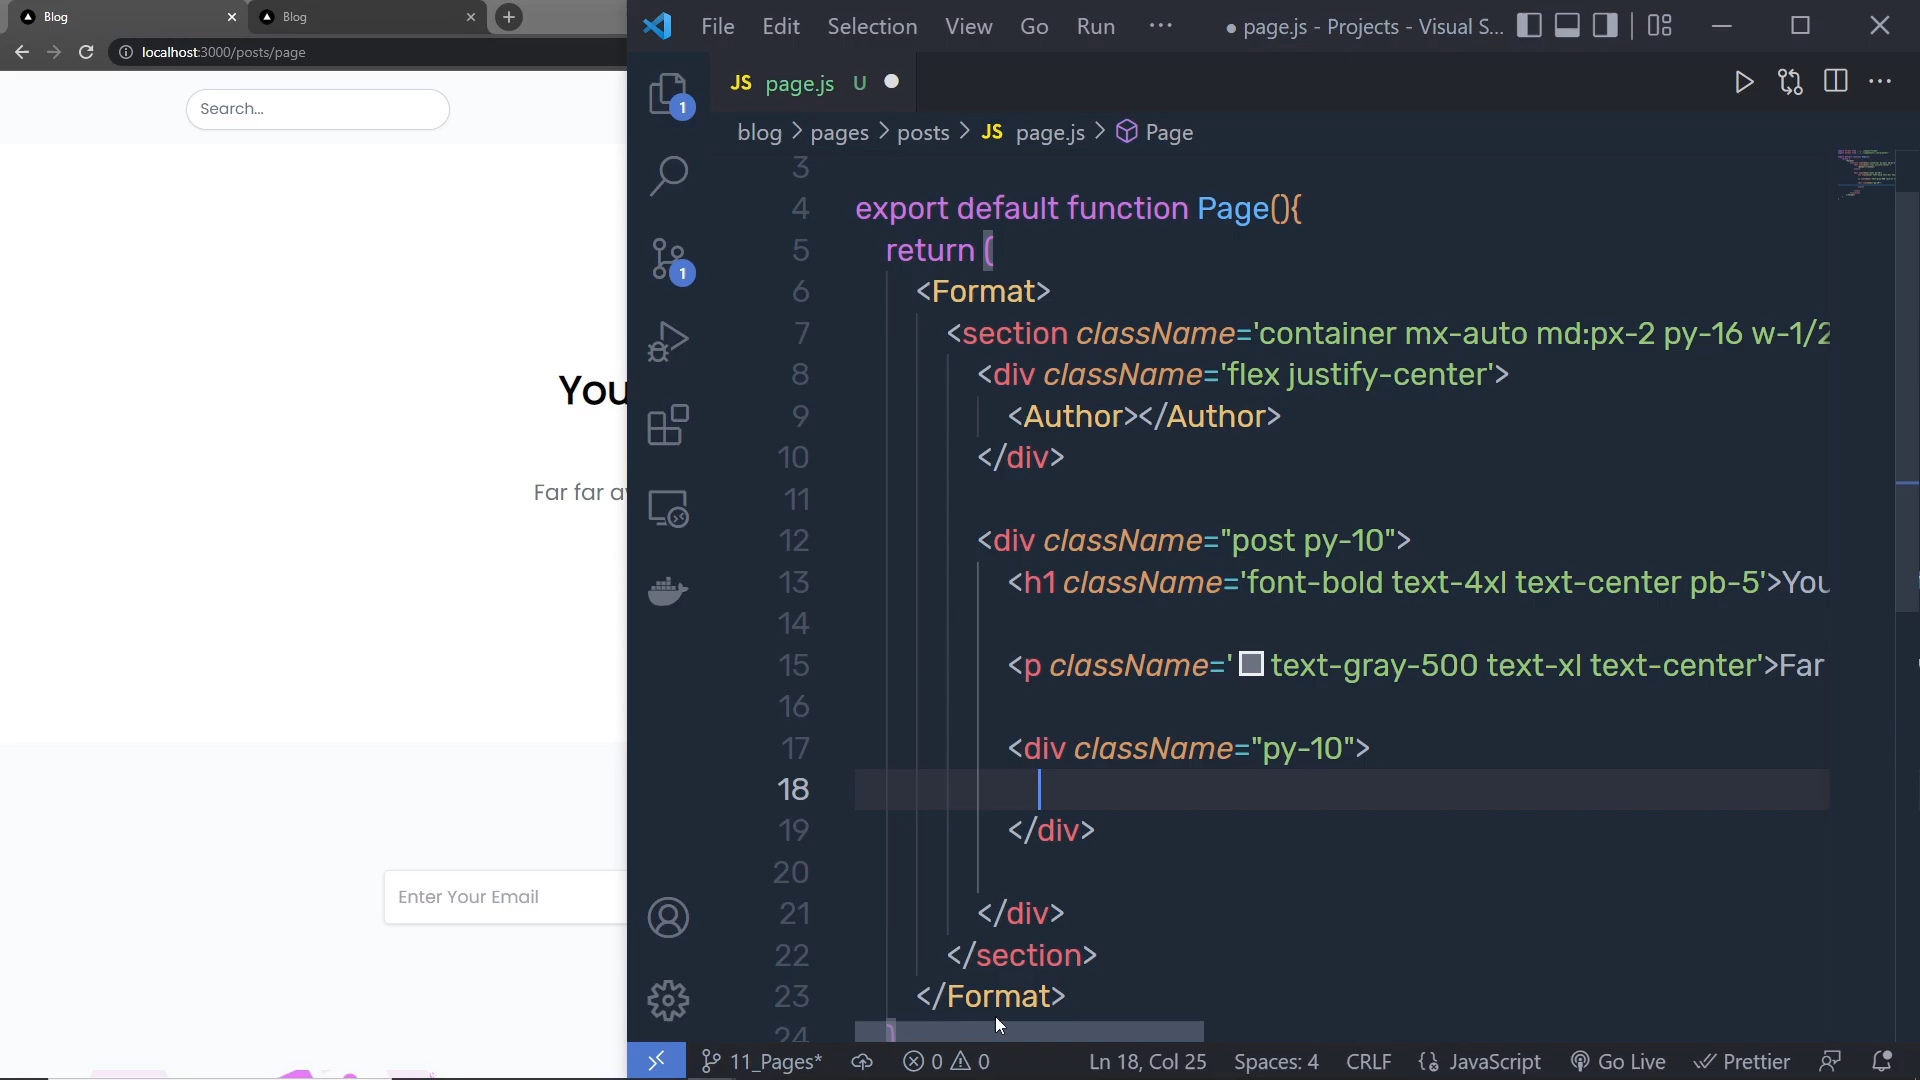 Blog
Blog
localhost:3000/posts/page
Search...
You
Far far a
Enter Your Email
File Edit Selection View Go Run ··· ● page.js - Projects - Visual S...
JS page.js U
blog > pages > posts > JS page.js > Page
1
1
3
4 export default function Page(){
5 return (
6 <Format>
7 <section className='container mx-auto md:px-2 py-16 w-1/2
8 <div className='flex justify-center'>
9 <Author></Author>
10 </div>
11
12 <div className="post py-10">
13 <h1 className='font-bold text-4xl text-center pb-5'>You
14
15 <p className='text-gray-500 text-xl text-center'>Far
16
17 <div className="py-10">
18
19 </div>
20
21 </div>
22 </section>
23 </Format>
24 )
11_Pages* 0 0 Ln 18, Col 25 Spaces: 4 CRLF {} JavaScript Go Live Prettier